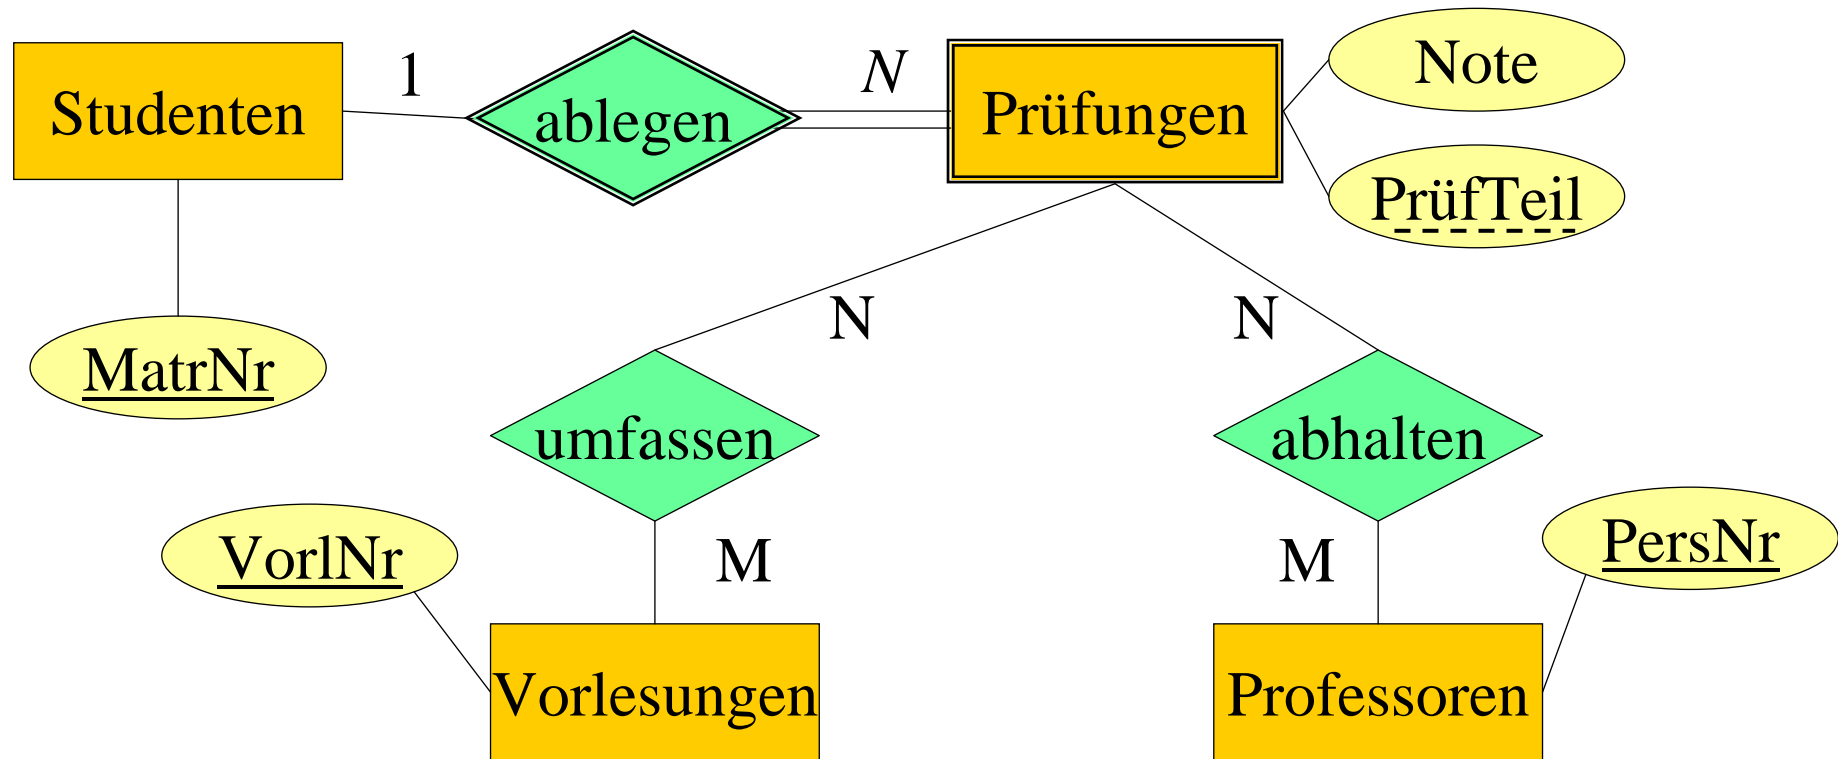 Studenten
1
ablegen
N
Prüfungen
Note
PrüfTeil
MatrNr
N
N
umfassen
abhalten
VorlNr
M
M
PersNr
Vorlesungen
Professoren